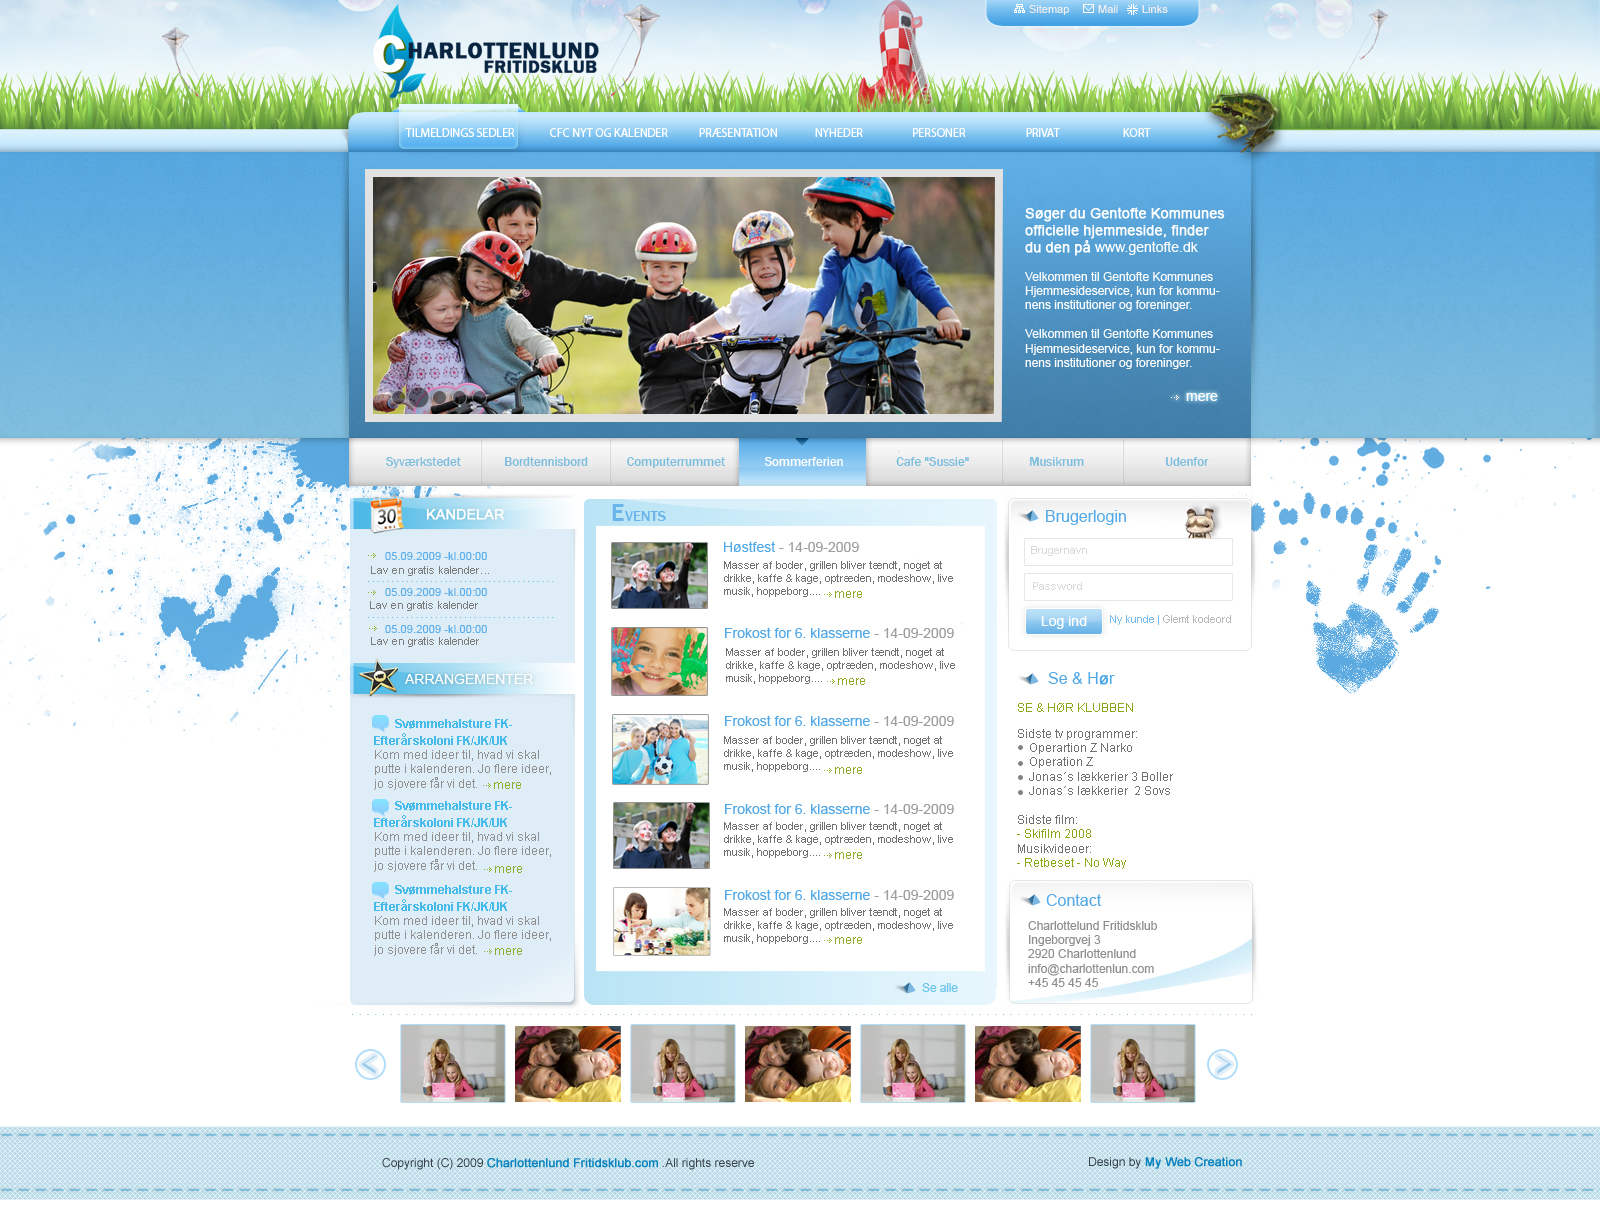 Sitemap Mail Links
CHARLOTTENLUND
FRITIDSKLUB
TILMELDINGS SEDLER CFC NYT OG KALENDER PRÆSENTATION NYHEDER PERSONER PRIVAT KORT
Søger du Gentofte Kommunes
officielle hjemmeside, finder
du den på www.gentofte.dk
Velkommen til Gentofte Kommunes
Hjemmesideservice, kun for kommu-
nens institutioner og foreninger.
Velkommen til Gentofte Kommunes
Hjemmesideservice, kun for kommu-
nens institutioner og foreninger.
mere
Syværkstedet Bordtennisbord Computerrummet Sommerferien Cafe "Sussie" Musikrum Udenfor
30 KANDELAR
05.09.2009 -kl.00:00
Lav en gratis kalender...
05.09.2009 -kl.00:00
Lav en gratis kalender
05.09.2009 -kl.00:00
Lav en gratis kalender
ARRANGEMENTER
Svømmehalsture FK-
Efterårskoloni FK/JK/UK
Kom med ideer til, hvad vi skal
putte i kalenderen. Jo flere ideer,
jo sjovere får vi det. mere
Svømmehalsture FK-
Efterårskoloni FK/JK/UK
Kom med ideer til, hvad vi skal
putte i kalenderen. Jo flere ideer,
jo sjovere får vi det. mere
Svømmehalsture FK-
Efterårskoloni FK/JK/UK
Kom med ideer til, hvad vi skal
putte i kalenderen. Jo flere ideer,
jo sjovere får vi det. mere
EVENTS
Høstfest - 14-09-2009
Masser af boder, grillen bliver tændt, noget at
drikke, kaffe & kage, optræden, modeshow, live
musik, hoppeborg.... mere
Frokost for 6. klasserne - 14-09-2009
Masser af boder, grillen bliver tændt, noget at
drikke, kaffe & kage, optræden, modeshow, live
musik, hoppeborg.... mere
Frokost for 6. klasserne - 14-09-2009
Masser af boder, grillen bliver tændt, noget at
drikke, kaffe & kage, optræden, modeshow, live
musik, hoppeborg.... mere
Frokost for 6. klasserne - 14-09-2009
Masser af boder, grillen bliver tændt, noget at
drikke, kaffe & kage, optræden, modeshow, live
musik, hoppeborg.... mere
Frokost for 6. klasserne - 14-09-2009
Masser af boder, grillen bliver tændt, noget at
drikke, kaffe & kage, optræden, modeshow, live
musik, hoppeborg.... mere
Se alle
Brugerlogin
Brugernavn
Password
Log ind Ny kunde | Glemt kodeord
Se & Hør
SE & HØR KLUBBEN
Sidste tv programmer:
Operartion Z Narko
Operation Z
Jonas´s lækkerier 3 Boller
Jonas´s lækkerier 2 Sovs
Sidste film:
- Skifilm 2008
Musikvideoer:
- Retbeset - No Way
Contact
Charlottelund Fritidsklub
Ingeborgvej 3
2920 Charlottenlund
info@charlottenlun.com
+45 45 45 45
Copyright (C) 2009 Charlottenlund Fritidsklub.com .All rights reserve
Design by My Web Creation